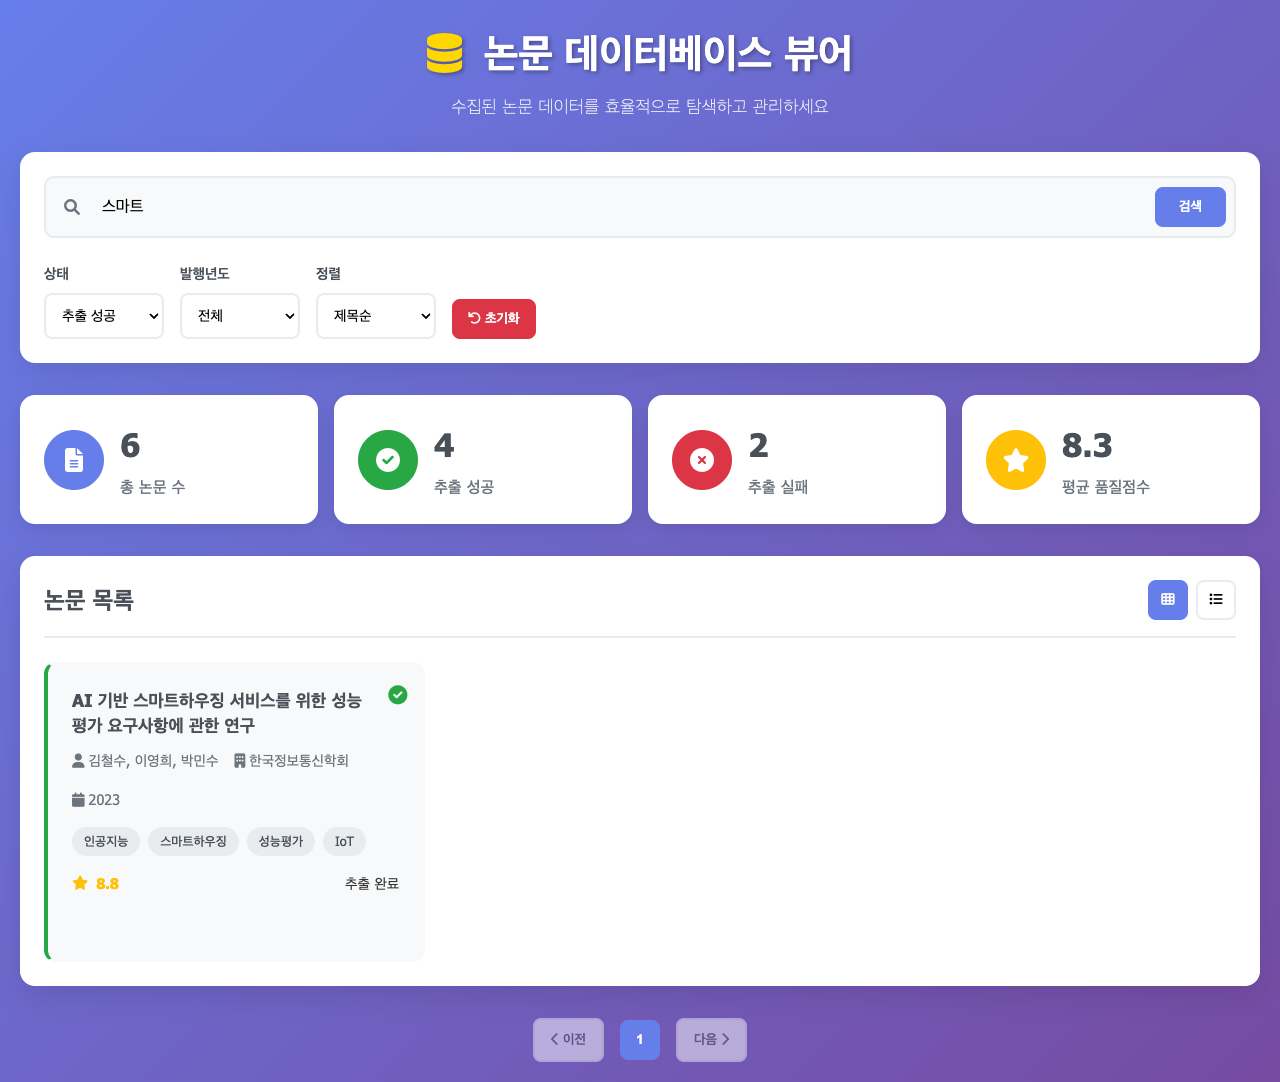 논문 데이터베이스 뷰어
수집된 논문 데이터를 효율적으로 탐색하고 관리하세요
스마트
검색
상태
발행년도
정렬
추출 성공
전체
제목순
초기화
6
총 논문 수
4
추출 성공
2
추출 실패
8.3
평균 품질점수
논문 목록
AI 기반 스마트하우징 서비스를 위한 성능
평가 요구사항에 관한 연구
김철수, 이영희, 박민수
한국정보통신학회
2023
인공지능
스마트하우징
성능평가
IoT
8.8
추출 완료
이전
1
다음